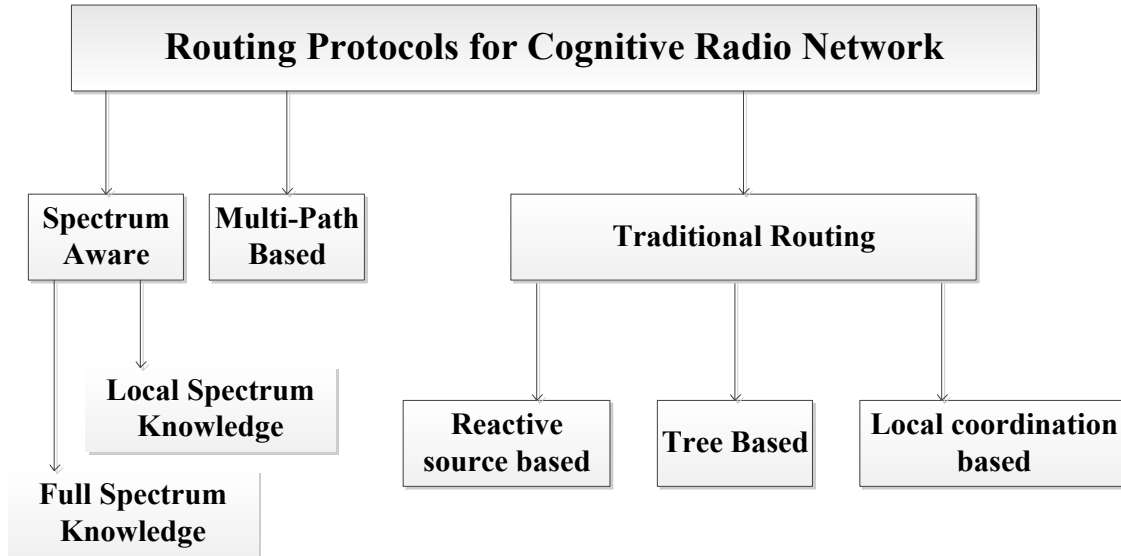 Routing Protocols for Cognitive Radio Network
Spectrum
Aware
Multi-Path
Based
Traditional Routing
Local Spectrum
Knowledge
Full Spectrum
Knowledge
Reactive
source based
Tree Based
Local coordination
based